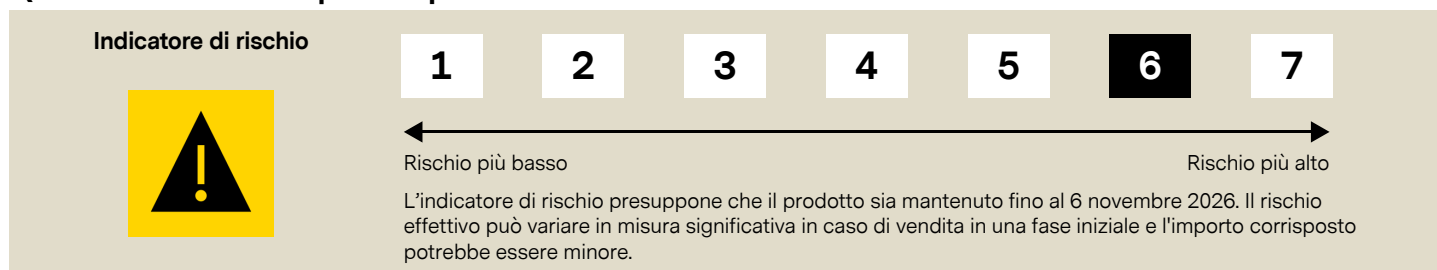 Indicatore di rischio
1 2 3 4 5 6 7
Rischio più basso Rischio più alto
L'indicatore di rischio presuppone che il prodotto sia mantenuto fino al 6 novembre 2026. Il rischio
effettivo può variare in misura significativa in caso di vendita in una fase iniziale e l'importo corrisposto
potrebbe essere minore.